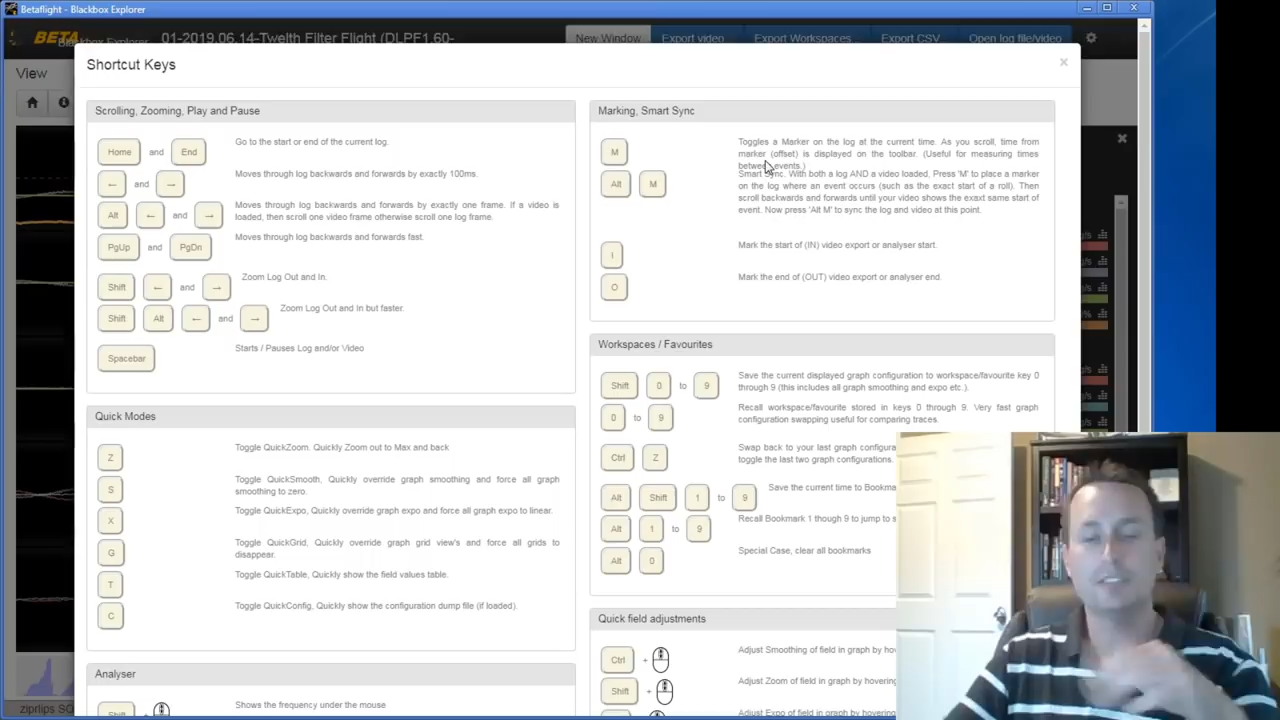 Betaflight - Blackbox Explorer
01-2019.06.14-Twelth Filter Flight (DLPF1.60-
New Window
Export video
Export Workspaces...
Export CSV
Open log file/video
View
Shortcut Keys
×
Scrolling, Zooming, Play and Pause
Home and End
Go to the start or end of the current log.
← and →
Moves through log backwards and forwards by exactly 100ms.
Alt ← and →
Moves through log backwards and forwards by exactly one frame. If a video is
loaded, then scroll one video frame otherwise scroll one log frame.
PgUp and PgDn
Moves through log backwards and forwards fast.
Shift ← and →
Zoom Log Out and In.
Shift Alt ← and →
Zoom Log Out and In but faster.
Spacebar
Starts / Pauses Log and/or Video
Quick Modes
Z
Toggle QuickZoom. Quickly Zoom out to Max and back
S
Toggle QuickSmooth, Quickly override graph smoothing and force all graph
smoothing to zero.
X
Toggle QuickExpo, Quickly override graph expo and force all graph expo to linear.
G
Toggle QuickGrid, Quickly override graph grid view's and force all grids to
disappear.
T
Toggle QuickTable, Quickly show the field values table.
C
Toggle QuickConfig, Quickly show the configuration dump file (if loaded).
Analyser
Shift +
Shows the frequency under the mouse
Marking, Smart Sync
M
Toggles a Marker on the log at the current time. As you scroll, time from
marker (offset) is displayed on the toolbar. (Useful for measuring times
between events.)
Alt M
Smart Sync. With both a log AND a video loaded, Press 'M' to place a marker
on the log where an event occurs (such as the exact start of a roll). Then
scroll backwards and forwards until your video shows the exaxt same start of
event. Now press 'Alt M' to sync the log and video at this point.
I
Mark the start of (IN) video export or analyser start.
O
Mark the end of (OUT) video export or analyser end.
Workspaces / Favourites
Shift 0 to 9
Save the current displayed graph configuration to workspace/favourite key 0
through 9 (this includes all graph smoothing and expo etc.).
0 to 9
Recall workspace/favourite stored in keys 0 through 9. Very fast graph
configuration swapping useful for comparing traces.
Ctrl Z
Swap back to your last graph configura
toggle the last two graph configurations.
Alt Shift 1 to 9
Save the current time to Bookma
Alt 1 to 9
Recall Bookmark 1 though 9 to jump to s
Alt 0
Special Case, clear all bookmarks
Quick field adjustments
Ctrl +
Adjust Smoothing of field in graph by hov
Shift +
Adjust Zoom of field in graph by hovering
Adjust Expo of field in graph by hovering